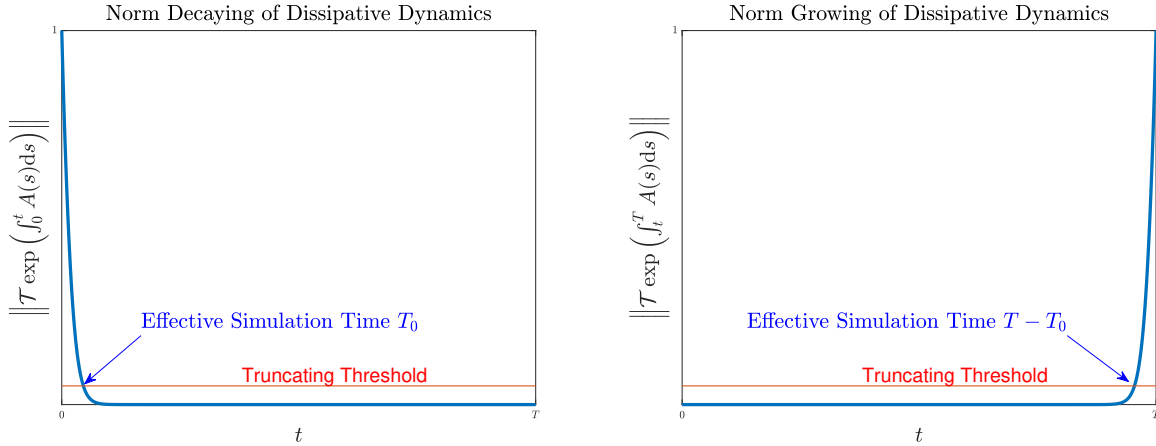 Norm Decaying of Dissipative Dynamics
1
‖𝒯 exp (∫₀ᵗ A(s)ds)‖
Effective Simulation Time T₀
Truncating Threshold
0
T
t
Norm Growing of Dissipative Dynamics
1
‖𝒯 exp (∫ₜᵀ A(s)ds)‖
Effective Simulation Time T − T₀
Truncating Threshold
0
T
t